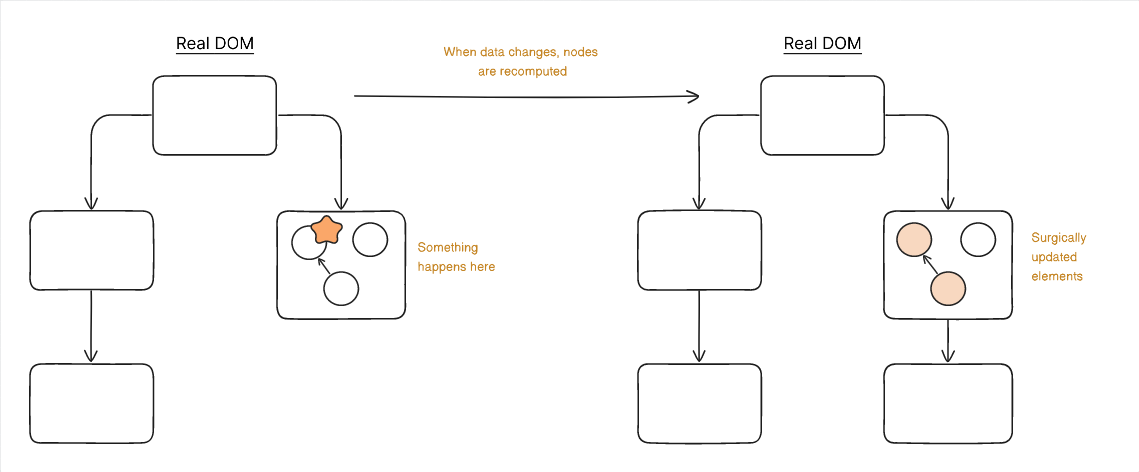 Real DOM
When data changes, nodes
are recomputed
Real DOM
Something
happens here
Surgically
updated
elements